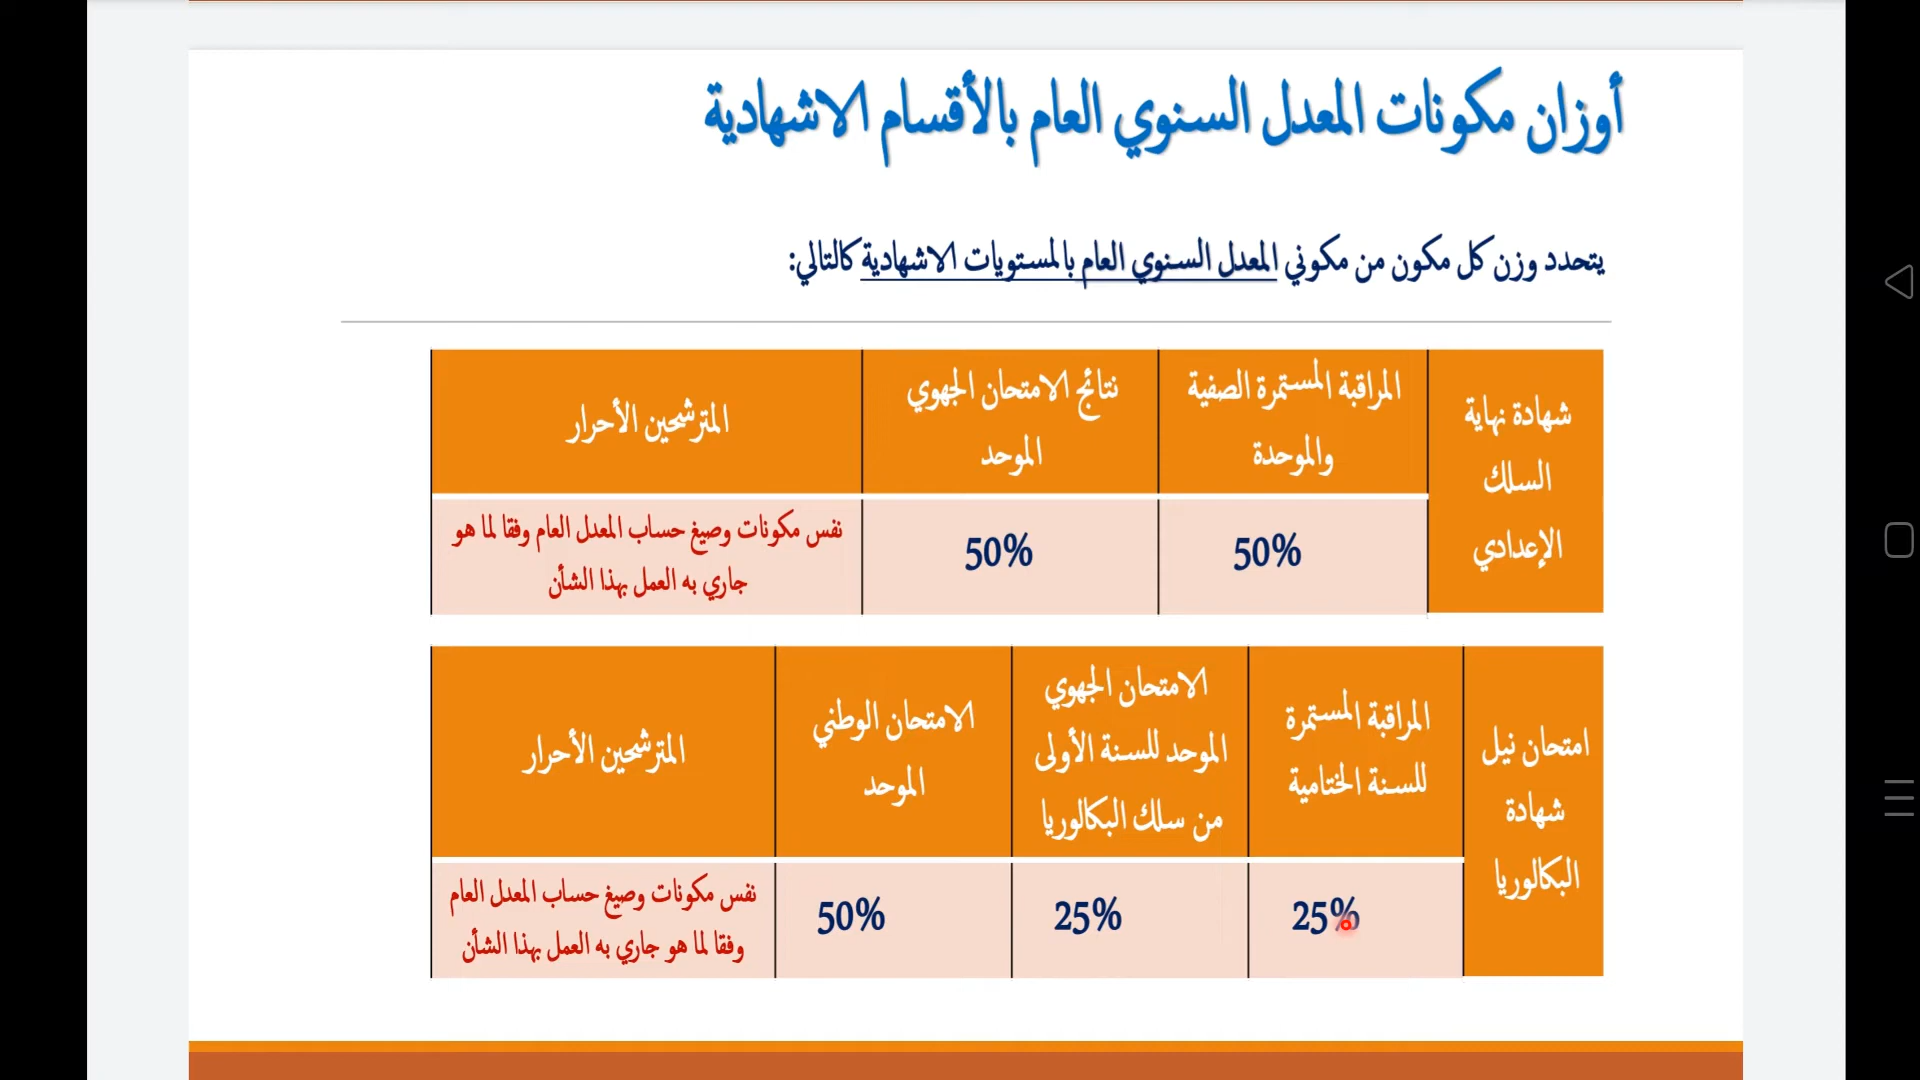 أوزان مكونات المعدل السنوي العام بالأقسام الاشهادية
يتحدد وزن كل مكون من مكوني المعدل السنوي العام بالمستويات الاشهادية كالتالي:
شهادة نهاية
السلك
الإعدادي
المراقبة المستمرة الصفية
والموحدة
نتائج الامتحان الجهوي
الموحد
المترشحين الأحرار
50%
50%
نفس مكونات وصيغ حساب المعدل العام وفقا لما هو
جاري به العمل بهذا الشأن
امتحان نيل
شهادة
البكالوريا
المراقبة المستمرة
للسنة الختامية
الامتحان الجهوي
الموحد للسنة الأولى
من سلك البكالوريا
الامتحان الوطني
الموحد
المترشحين الأحرار
25%
25%
50%
نفس مكونات وصيغ حساب المعدل العام
وفقا لما هو جاري به العمل بهذا الشأن